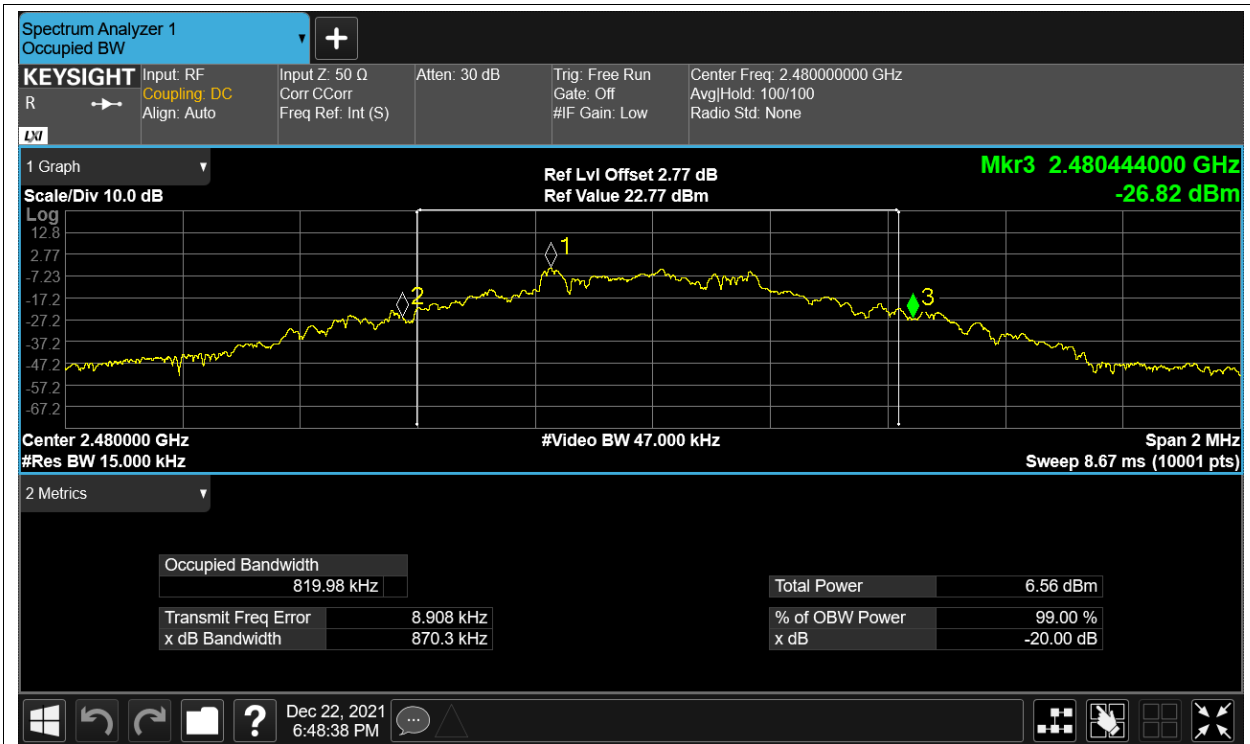 Spectrum Analyzer 1
Occupied BW
KEYSIGHT
R
LXI
Input: RF
Coupling: DC
Align: Auto
Input Z: 50 Ω
Corr CCorr
Freq Ref: Int (S)
Atten: 30 dB
Trig: Free Run
Gate: Off
#IF Gain: Low
Center Freq: 2.480000000 GHz
Avg|Hold: 100/100
Radio Std: None
1 Graph
Scale/Div 10.0 dB
Ref Lvl Offset 2.77 dB
Ref Value 22.77 dBm
Mkr3 2.480444000 GHz
-26.82 dBm
Log
12.8
2.77
-7.23
-17.2
-27.2
-37.2
-47.2
-57.2
-67.2
1
2
3
Center 2.480000 GHz
#Res BW 15.000 kHz
#Video BW 47.000 kHz
Span 2 MHz
Sweep 8.67 ms (10001 pts)
2 Metrics
Occupied Bandwidth
819.98 kHz
Transmit Freq Error 8.908 kHz
x dB Bandwidth 870.3 kHz
Total Power 6.56 dBm
% of OBW Power 99.00 %
x dB -20.00 dB
?
Dec 22, 2021
6:48:38 PM